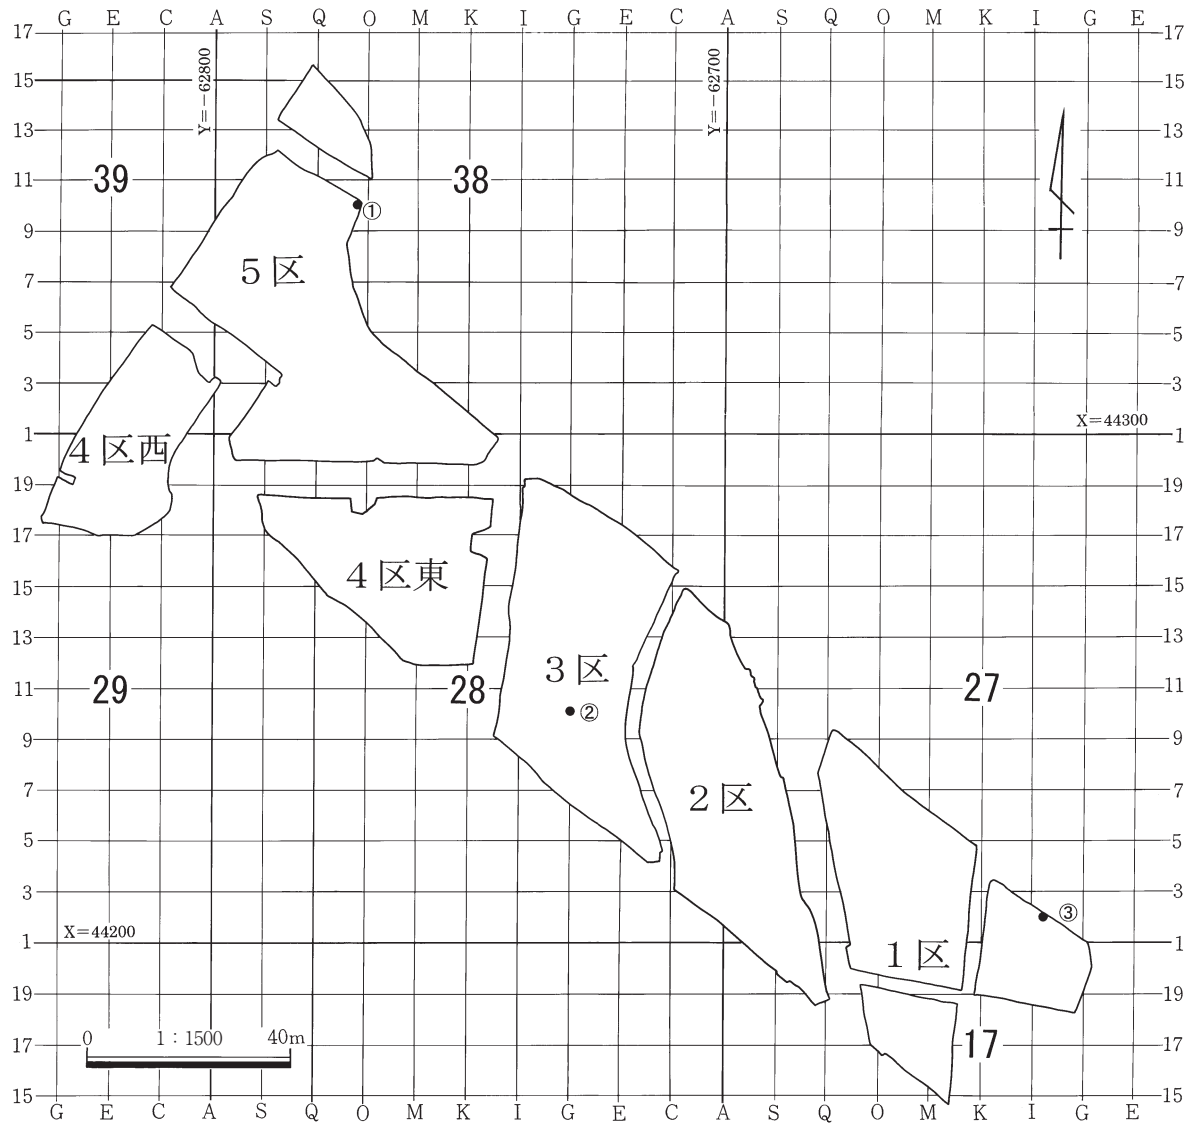 G E C A S Q O M K I G E C A S Q O M K I G E
17 17
Y=-62800
Y=-62700
15 15
13 13
39 38
11 11
①
9 9
5区
7 7
5 5
3 3
X=44300
1 1
4区西
19 19
17 17
4区東
15 15
13 13
3区
29 28 27
11 11
②
9 9
2区
7 7
5 5
3 3
③
X=44200
1 1
1区
19 19
0 1:1500 40m
17 17 17
15 15
G E C A S Q O M K I G E C A S Q O M K I G E